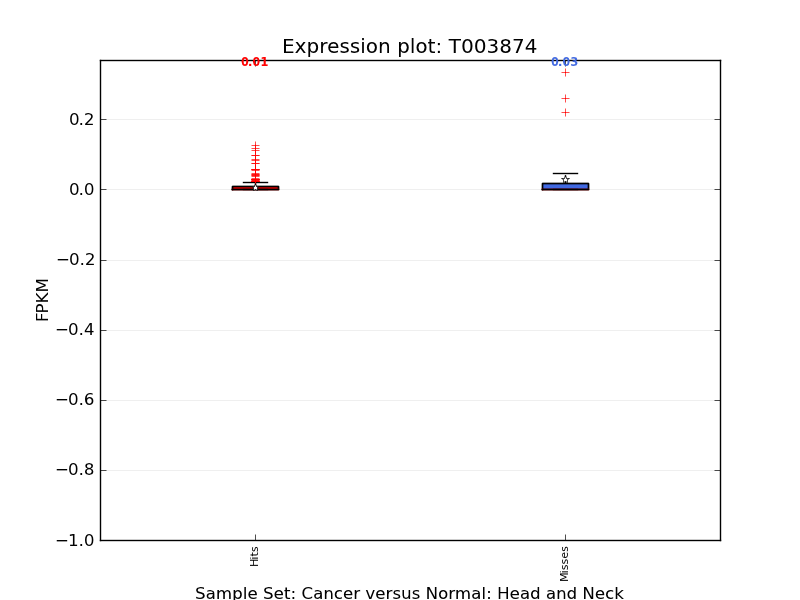 Expression plot: T003874
0.01
0.03
0.2
0.0
−0.2
−0.4
−0.6
−0.8
−1.0
FPKM
Hits
Misses
Sample Set: Cancer versus Normal: Head and Neck